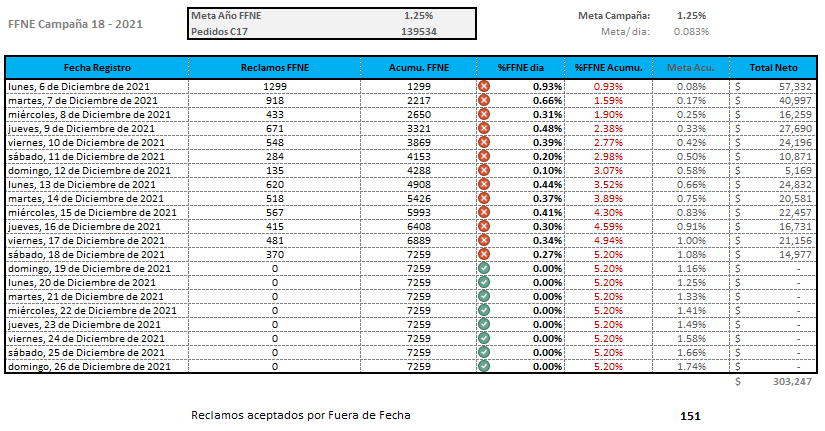 FFNE Campaña 18 - 2021
Meta Año FFNE 1.25%
Pedidos C17 139534
Meta Campaña: 1.25%
Meta/ dia: 0.083%
Fecha Registro Reclamos FFNE Acumu. FFNE %FFNE dia %FFNE Acumu. Meta Acu. Total Neto
lunes, 6 de Diciembre de 2021 1299 1299 0.93% 0.93% 0.08% $ 57,332
martes, 7 de Diciembre de 2021 918 2217 0.66% 1.59% 0.17% $ 40,997
miércoles, 8 de Diciembre de 2021 433 2650 0.31% 1.90% 0.25% $ 16,259
jueves, 9 de Diciembre de 2021 671 3321 0.48% 2.38% 0.33% $ 27,690
viernes, 10 de Diciembre de 2021 548 3869 0.39% 2.77% 0.42% $ 24,196
sábado, 11 de Diciembre de 2021 284 4153 0.20% 2.98% 0.50% $ 10,871
domingo, 12 de Diciembre de 2021 135 4288 0.10% 3.07% 0.58% $ 5,169
lunes, 13 de Diciembre de 2021 620 4908 0.44% 3.52% 0.66% $ 24,832
martes, 14 de Diciembre de 2021 518 5426 0.37% 3.89% 0.75% $ 20,581
miércoles, 15 de Diciembre de 2021 567 5993 0.41% 4.30% 0.83% $ 22,457
jueves, 16 de Diciembre de 2021 415 6408 0.30% 4.59% 0.91% $ 16,731
viernes, 17 de Diciembre de 2021 481 6889 0.34% 4.94% 1.00% $ 21,156
sábado, 18 de Diciembre de 2021 370 7259 0.27% 5.20% 1.08% $ 14,977
domingo, 19 de Diciembre de 2021 0 7259 0.00% 5.20% 1.16% $ -
lunes, 20 de Diciembre de 2021 0 7259 0.00% 5.20% 1.25% $ -
martes, 21 de Diciembre de 2021 0 7259 0.00% 5.20% 1.33% $ -
miércoles, 22 de Diciembre de 2021 0 7259 0.00% 5.20% 1.41% $ -
jueves, 23 de Diciembre de 2021 0 7259 0.00% 5.20% 1.49% $ -
viernes, 24 de Diciembre de 2021 0 7259 0.00% 5.20% 1.58% $ -
sábado, 25 de Diciembre de 2021 0 7259 0.00% 5.20% 1.66% $ -
domingo, 26 de Diciembre de 2021 0 7259 0.00% 5.20% 1.74% $ -
$ 303,247
Reclamos aceptados por Fuera de Fecha 151